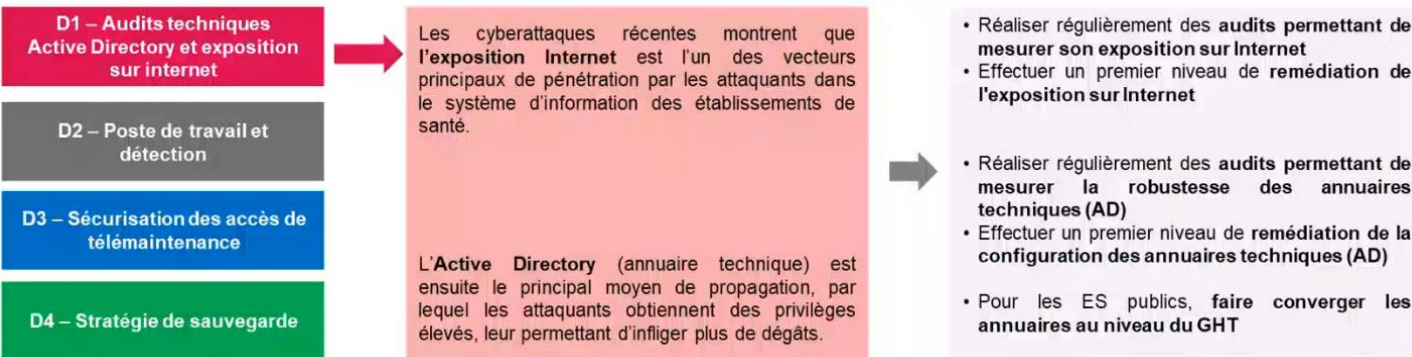 D1 – Audits techniques
Active Directory et exposition
sur internet
D2 – Poste de travail et
détection
D3 – Sécurisation des accès de
télémaintenance
D4 – Stratégie de sauvegarde
Les cyberattaques récentes montrent que
l'exposition Internet est l'un des vecteurs
principaux de pénétration par les attaquants dans
le système d'information des établissements de
santé.
L'Active Directory (annuaire technique) est
ensuite le principal moyen de propagation, par
lequel les attaquants obtiennent des privilèges
élevés, leur permettant d'infliger plus de dégâts.
• Réaliser régulièrement des audits permettant de
mesurer son exposition sur Internet
• Effectuer un premier niveau de remédiation de
l'exposition sur Internet
• Réaliser régulièrement des audits permettant de
mesurer la robustesse des annuaires
techniques (AD)
• Effectuer un premier niveau de remédiation de la
configuration des annuaires techniques (AD)
• Pour les ES publics, faire converger les
annuaires au niveau du GHT